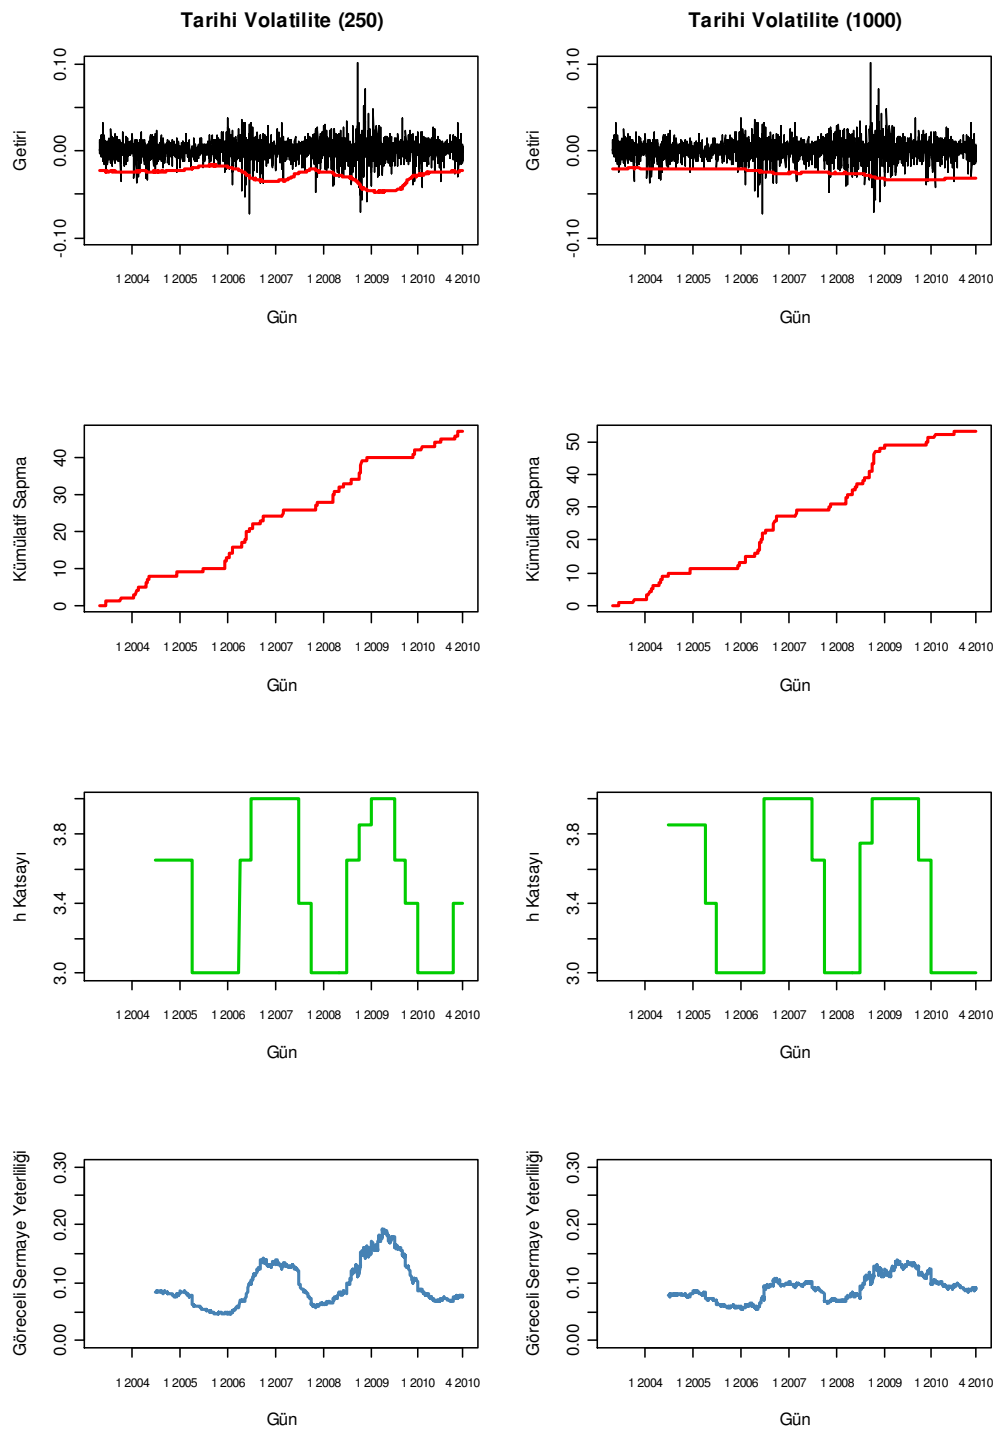 Tarihi Volatilite (250)
Getiri
0.10
0.00
-0.10
1 2004 1 2005 1 2006 1 2007 1 2008 1 2009 1 2010 4 2010
Gün
Tarihi Volatilite (1000)
Getiri
0.10
0.00
-0.10
1 2004 1 2005 1 2006 1 2007 1 2008 1 2009 1 2010 4 2010
Gün
Kümülatif Sapma
40
30
20
10
0
1 2004 1 2005 1 2006 1 2007 1 2008 1 2009 1 2010 4 2010
Gün
Kümülatif Sapma
50
40
30
20
10
0
1 2004 1 2005 1 2006 1 2007 1 2008 1 2009 1 2010 4 2010
Gün
h Katsayı
3.8
3.4
3.0
1 2004 1 2005 1 2006 1 2007 1 2008 1 2009 1 2010 4 2010
Gün
h Katsayı
3.8
3.4
3.0
1 2004 1 2005 1 2006 1 2007 1 2008 1 2009 1 2010 4 2010
Gün
Göreceli Sermaye Yeterliliği
0.30
0.20
0.10
0.00
1 2004 1 2005 1 2006 1 2007 1 2008 1 2009 1 2010 4 2010
Gün
Göreceli Sermaye Yeterliliği
0.30
0.20
0.10
0.00
1 2004 1 2005 1 2006 1 2007 1 2008 1 2009 1 2010 4 2010
Gün